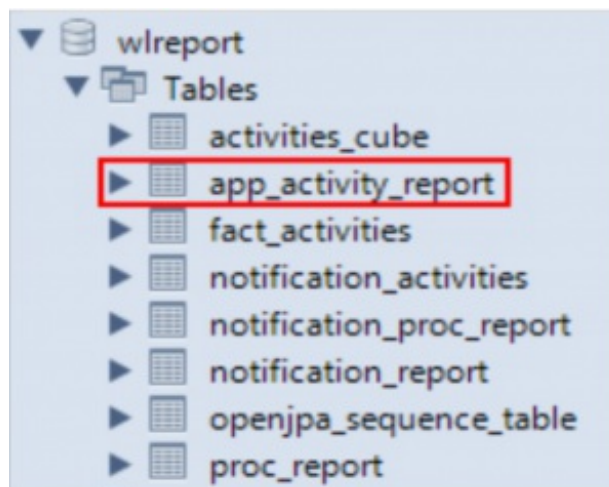 wlreport
Tables
activities_cube
app_activity_report
fact_activities
notification_activities
notification_proc_report
notification_report
openjpa_sequence_table
proc_report